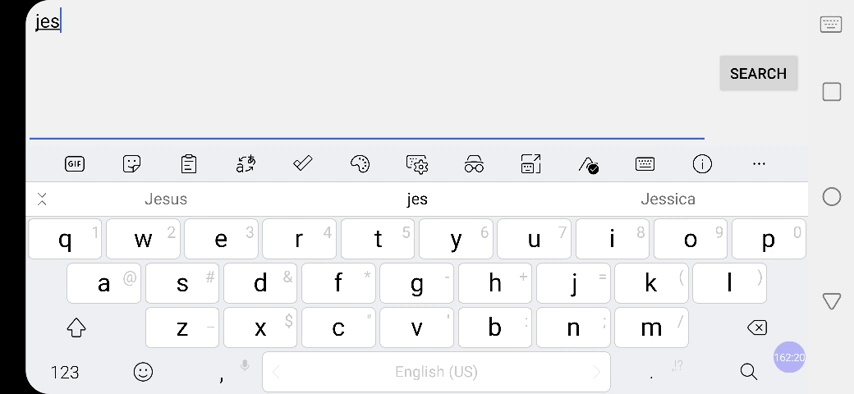 jes
SEARCH
GIF
Jesus jes Jessica
q 1 w 2 e 3 r 4 t 5 y 6 u 7 i 8 o 9 p 0
a @ s # d & f * g - h + j = k ( l )
z _ x $ c " v ' b : n ; m /
162:20
123 , English (US) . .!?